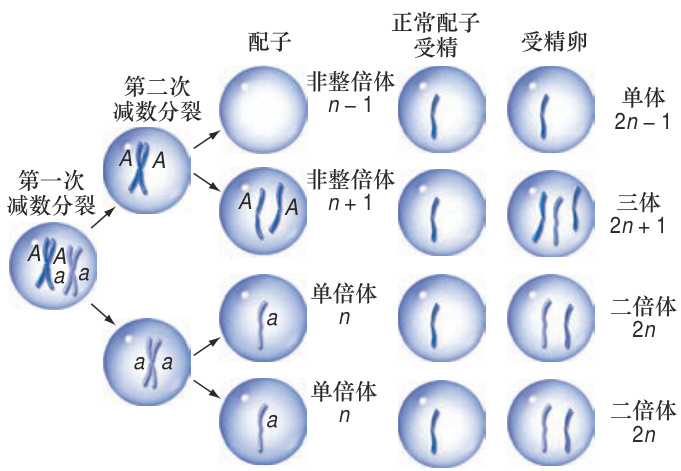 配子
正常配子
受精
受精卵
第二次
减数分裂
非整倍体
n – 1
单体
2n – 1
A A
第一次
减数分裂
非整倍体
n + 1
A A
三体
2n + 1
A A
a a
单倍体
n
a
二倍体
2n
a a
单倍体
n
a
二倍体
2n